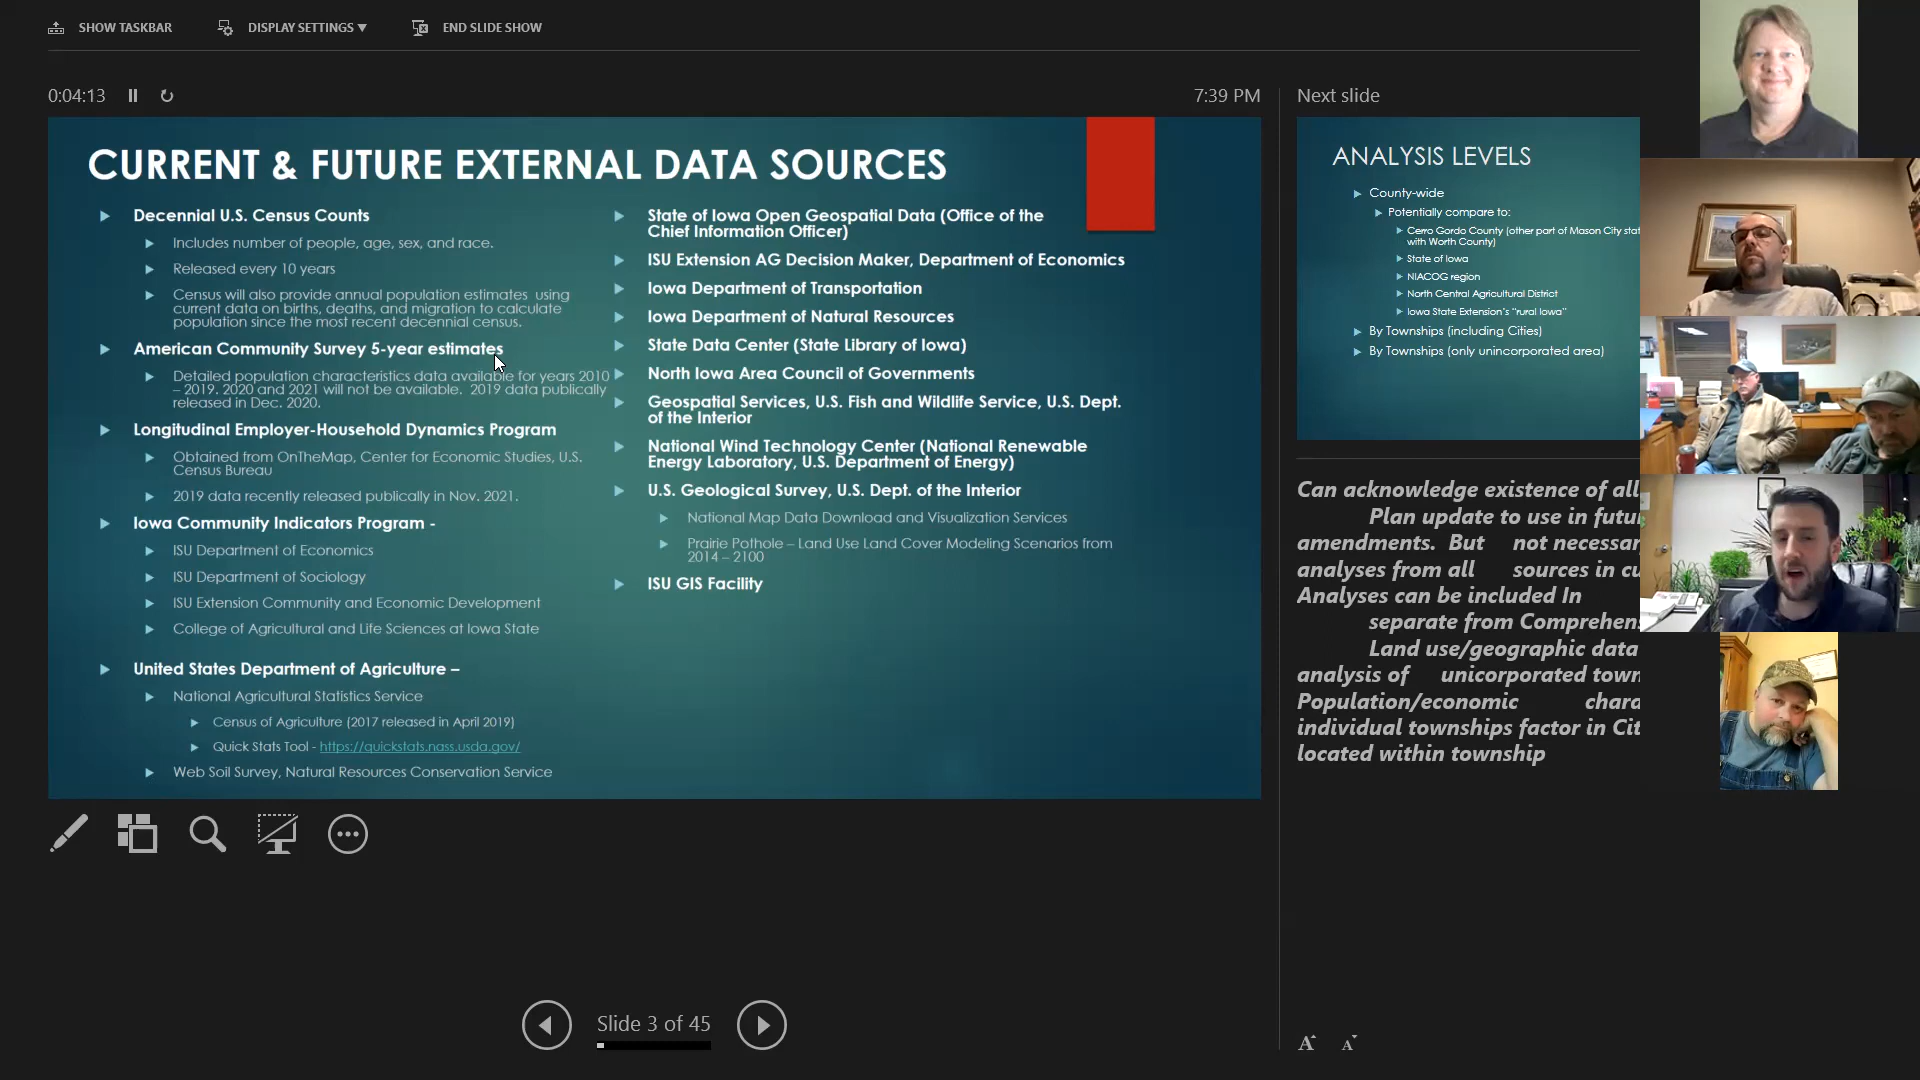 SHOW TASKBAR
DISPLAY SETTINGS
END SLIDE SHOW
0:04:13
7:39 PM
CURRENT & FUTURE EXTERNAL DATA SOURCES
Decennial U.S. Census Counts
Includes number of people, age, sex, and race.
Released every 10 years
Census will also provide annual population estimates using
current data on births, deaths, and migration to calculate
population since the most recent decennial census.
American Community Survey 5-year estimates
Detailed population characteristics data available for years 2010
– 2019. 2020 and 2021 will not be available. 2019 data publically
released in Dec. 2020.
Longitudinal Employer-Household Dynamics Program
Obtained from OnTheMap, Center for Economic Studies, U.S.
Census Bureau
2019 data recently released publically in Nov. 2021.
Iowa Community Indicators Program -
ISU Department of Economics
ISU Department of Sociology
ISU Extension Community and Economic Development
College of Agricultural and Life Sciences at Iowa State
United States Department of Agriculture –
National Agricultural Statistics Service
Census of Agriculture (2017 released in April 2019)
Quick Stats Tool - https://quickstats.nass.usda.gov/
Web Soil Survey, Natural Resources Conservation Service
State of Iowa Open Geospatial Data (Office of the
Chief Information Officer)
ISU Extension AG Decision Maker, Department of Economics
Iowa Department of Transportation
Iowa Department of Natural Resources
State Data Center (State Library of Iowa)
North Iowa Area Council of Governments
Geospatial Services, U.S. Fish and Wildlife Service, U.S. Dept.
of the Interior
National Wind Technology Center (National Renewable
Energy Laboratory, U.S. Department of Energy)
U.S. Geological Survey, U.S. Dept. of the Interior
National Map Data Download and Visualization Services
Prairie Pothole – Land Use Land Cover Modeling Scenarios from
2014 – 2100
ISU GIS Facility
Slide 3 of 45
Next slide
ANALYSIS LEVELS
County-wide
Potentially compare to:
Cerro Gordo County (other part of Mason City stat
with Worth County)
State of Iowa
NIACOG region
North Central Agricultural District
Iowa State Extension's "rural Iowa"
By Townships (including Cities)
By Townships (only unincorporated area)
Can acknowledge existence of all
Plan update to use in futur
amendments. But not necessar
analyses from all sources in cu
Analyses can be included In
separate from Comprehens
Land use/geographic data
analysis of unicorporated town
Population/economic chara
individual townships factor in Cit
located within township
A A